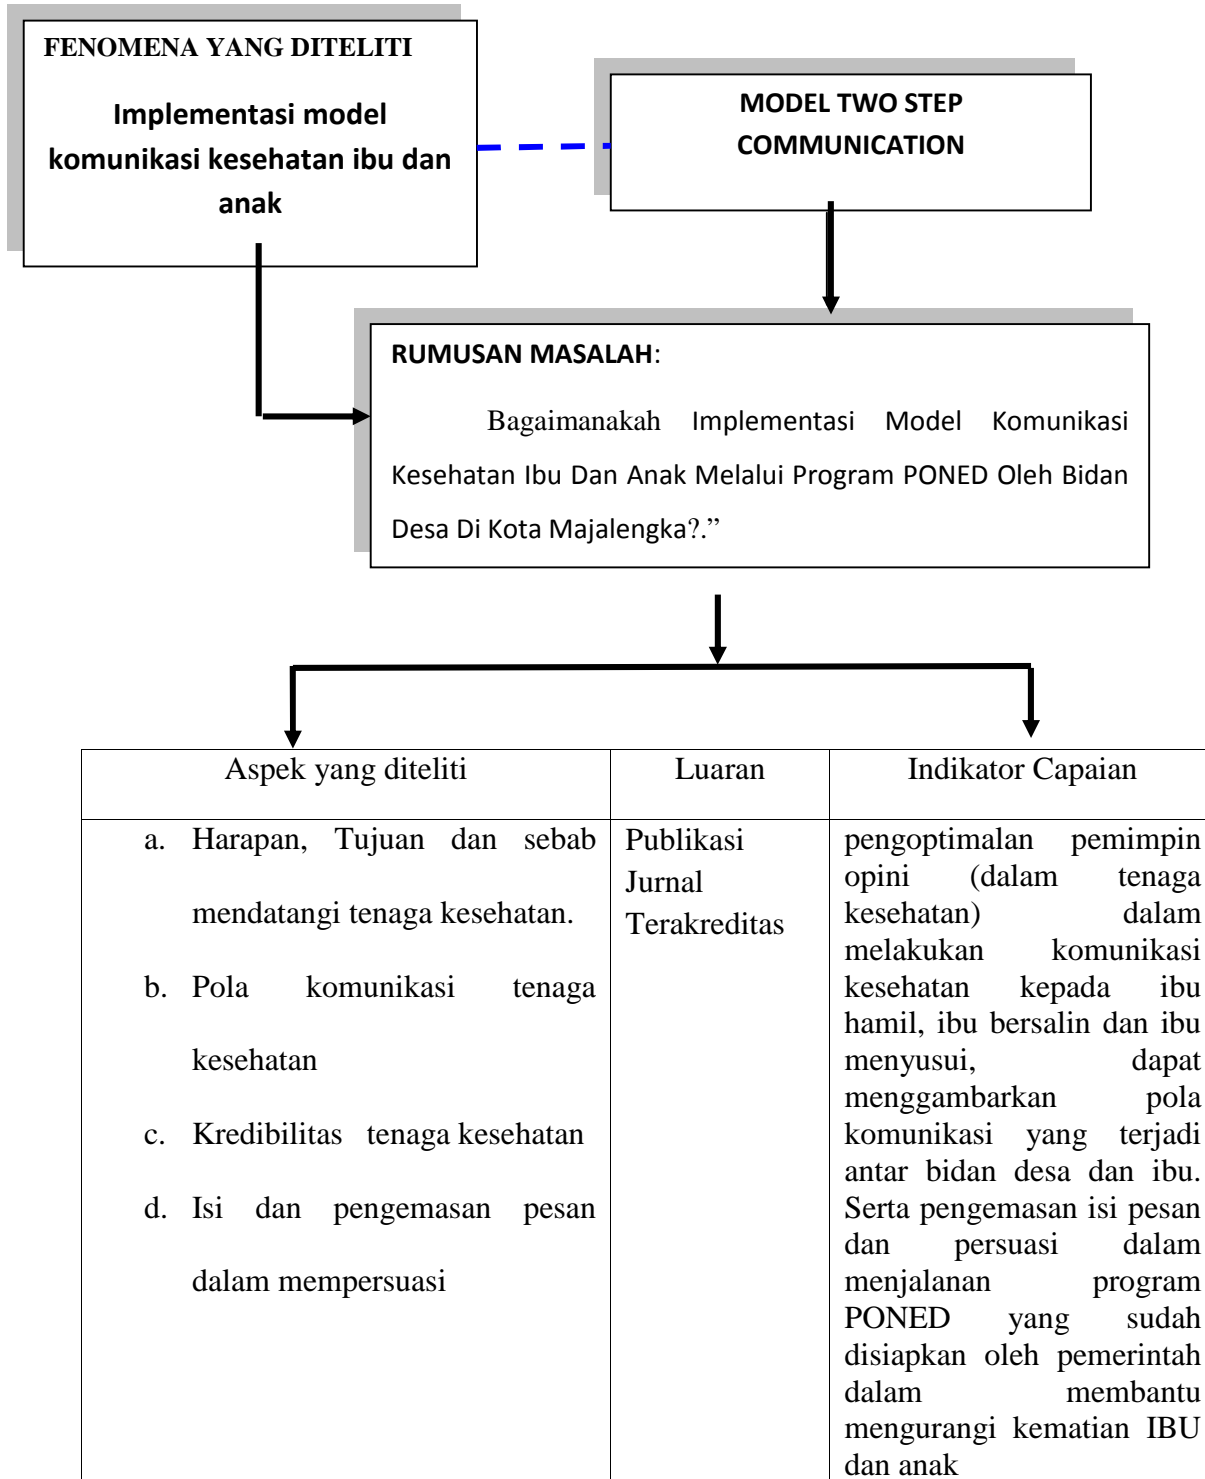 FENOMENA YANG DITELITI
Implementasi model
komunikasi kesehatan ibu dan
anak
MODEL TWO STEP
COMMUNICATION
RUMUSAN MASALAH:
Bagaimanakah Implementasi Model Komunikasi
Kesehatan Ibu Dan Anak Melalui Program PONED Oleh Bidan
Desa Di Kota Majalengka?.”
Aspek yang diteliti
a. Harapan, Tujuan dan sebab
mendatangi tenaga kesehatan.
b. Pola komunikasi tenaga
kesehatan
c. Kredibilitas tenaga kesehatan
d. Isi dan pengemasan pesan
dalam mempersuasi
Luaran
Publikasi
Jurnal
Terakreditas
Indikator Capaian
pengoptimalan pemimpin
opini (dalam tenaga
kesehatan) dalam
melakukan komunikasi
kesehatan kepada ibu
hamil, ibu bersalin dan ibu
menyusui, dapat
menggambarkan pola
komunikasi yang terjadi
antar bidan desa dan ibu.
Serta pengemasan isi pesan
dan persuasi dalam
menjalanan program
PONED yang sudah
disiapkan oleh pemerintah
dalam membantu
mengurangi kematian IBU
dan anak